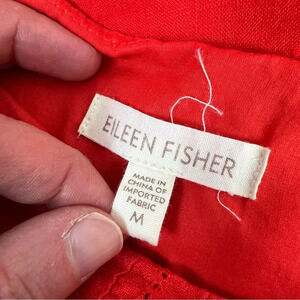 EILEEN FISHER
MADE IN
CHINA OF
IMPORTED
FABRIC
M